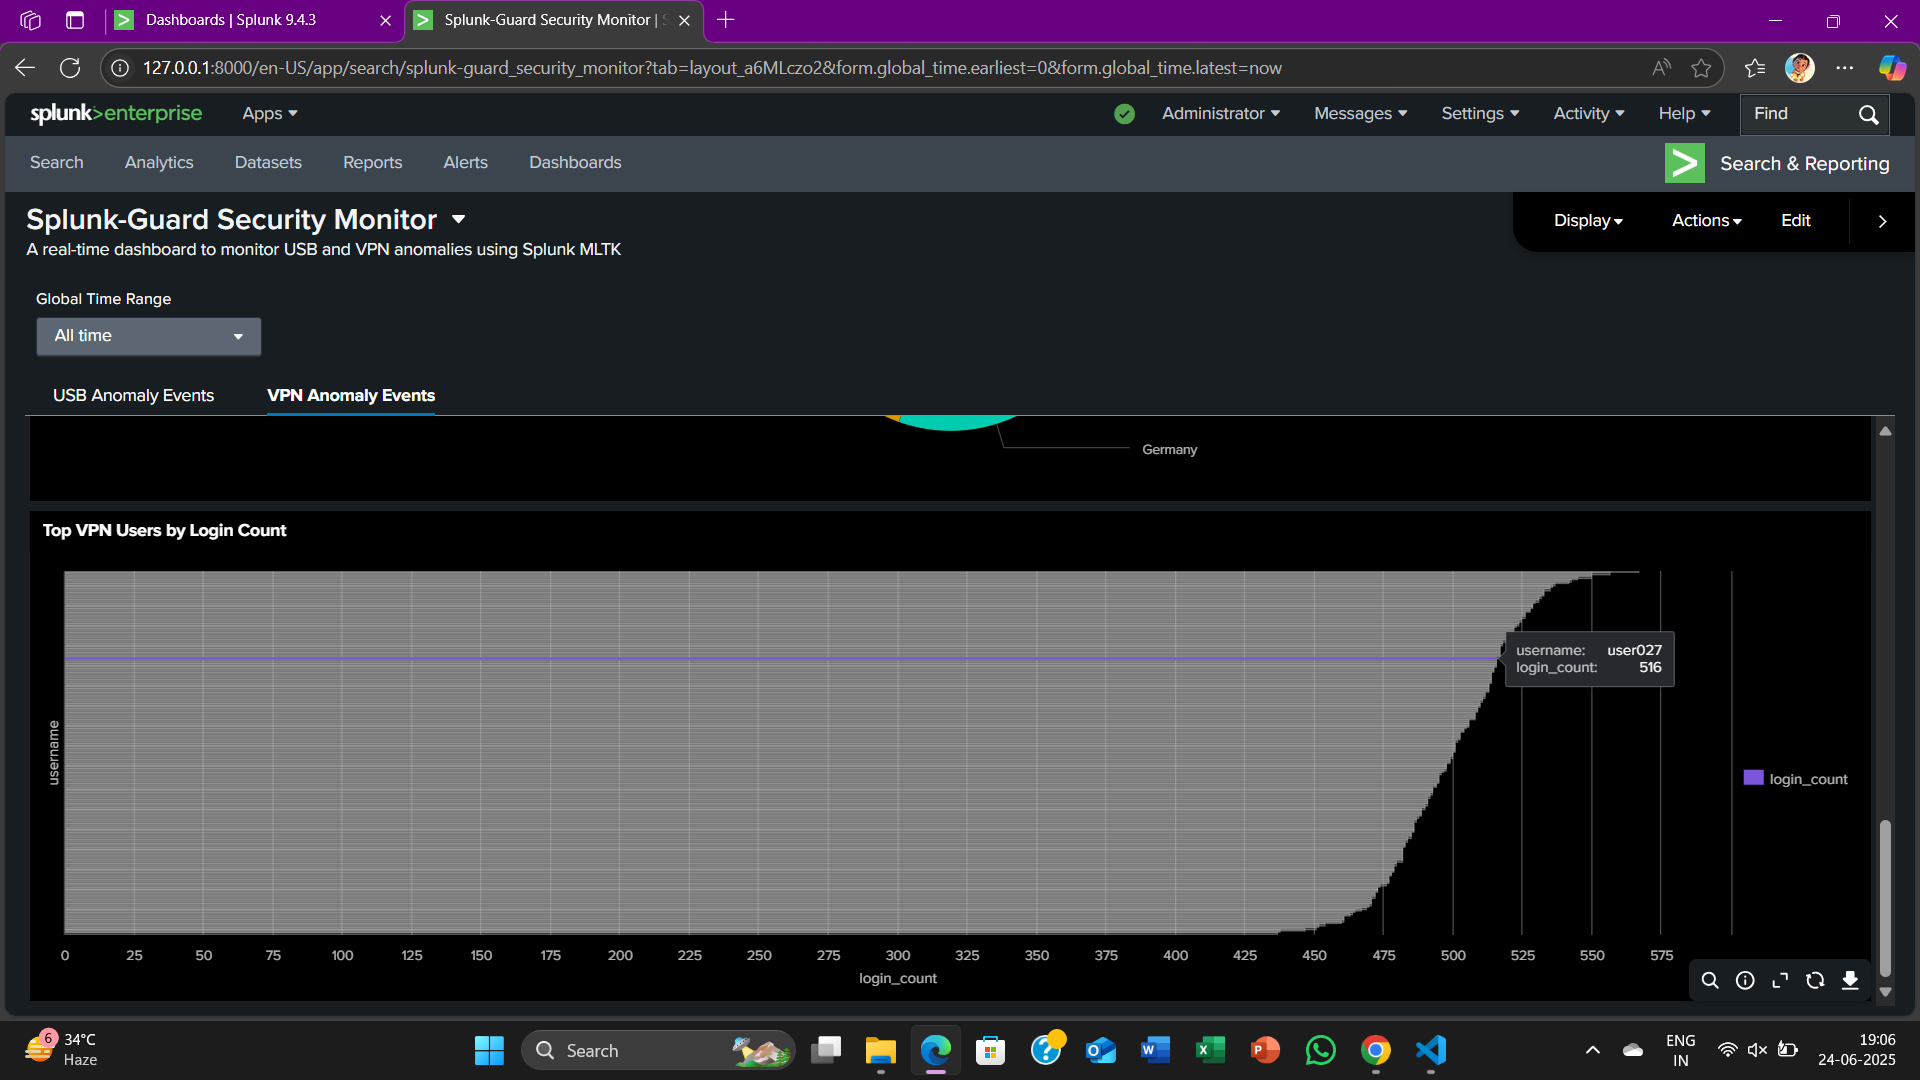 Dashboards | Splunk 9.4.3
Splunk-Guard Security Monitor | S
127.0.0.1:8000/en-US/app/search/splunk-guard_security_monitor?tab=layout_a6MLczo2&form.global_time.earliest=0&form.global_time.latest=now
splunk>enterprise
Apps
Administrator
Messages
Settings
Activity
Help
Find
Search
Analytics
Datasets
Reports
Alerts
Dashboards
Search & Reporting
Splunk-Guard Security Monitor
Display
Actions
Edit
A real-time dashboard to monitor USB and VPN anomalies using Splunk MLTK
Global Time Range
All time
USB Anomaly Events
VPN Anomaly Events
Germany
Top VPN Users by Login Count
username: user027
login_count: 516
username
login_count
0 25 50 75 100 125 150 175 200 225 250 275 300 325 350 375 400 425 450 475 500 525 550 575
login_count
6
34°C
Haze
Search
ENG
IN
19:06
24-06-2025